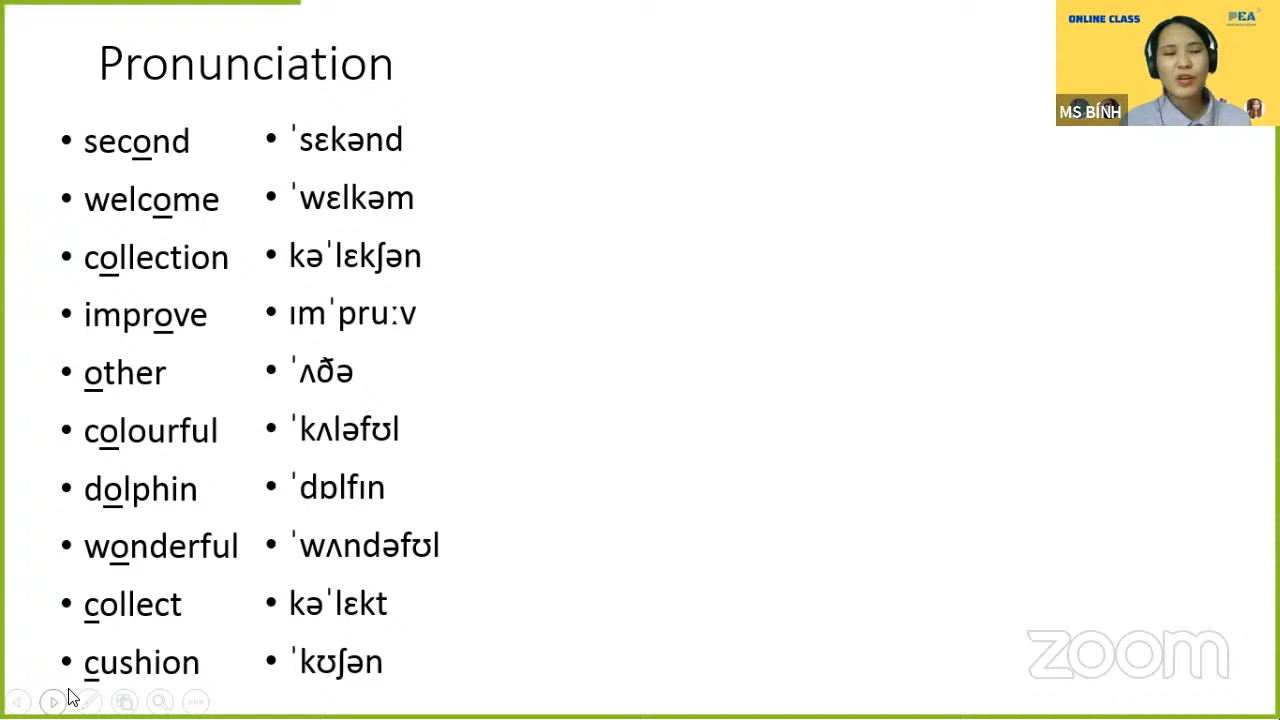 Pronunciation
ONLINE CLASS
PEA
MS BÍNH
• second • ˈsɛkənd
• welcome • ˈwɛlkəm
• collection • kəˈlɛkʃən
• improve • ɪmˈpruːv
• other • ˈʌðə
• colourful • ˈkʌləfʊl
• dolphin • ˈdɒlfɪn
• wonderful • ˈwʌndəfʊl
• collect • kəˈlɛkt
• cushion • ˈkʊʃən
zoom